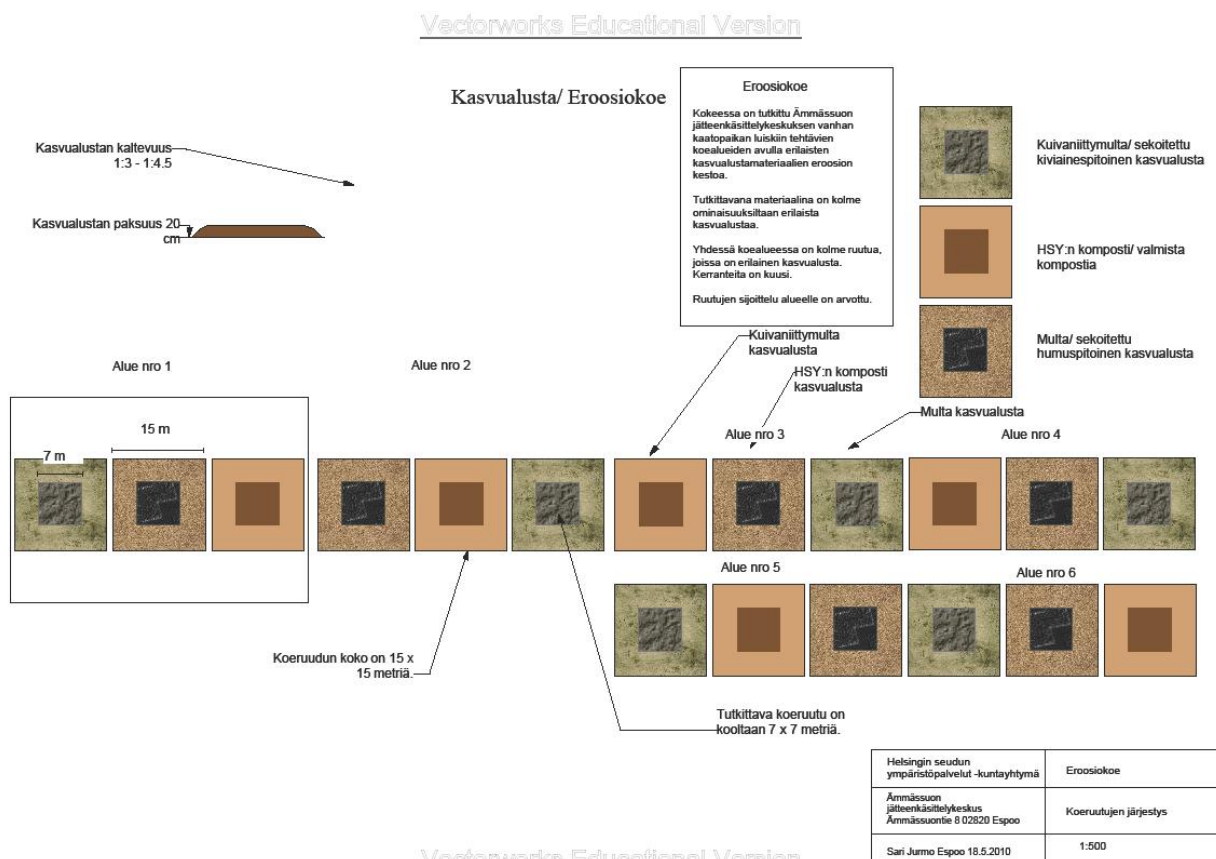 Vectorworks Educational Version
Kasvualusta/ Eroosiokoe
Eroosiokoe
Kokeessa on tutkittu Ämmässuon
jätteenkäsittelykeskuksen vanhan
kaatopaikan luiskiin tehtävien
koealueiden avulla erilaisten
kasvualustamateriaalien eroosion
kestoa.
Tutkittavana materiaalina on kolme
ominaisuuksiltaan erilaista
kasvualustaa.
Yhdessä koealueessa on kolme ruutua,
joissa on erilainen kasvualusta.
Kerranteita on kuusi.
Ruutujen sijoittelu alueelle on arvottu.
Kuivaniittymulta/ sekoitettu
kiviainespitoinen kasvualusta
HSY:n komposti/ valmista
kompostia
Multa/ sekoitettu
humuspitoinen kasvualusta
Kasvualustan kaltevuus
1:3 - 1:4.5
Kasvualustan paksuus 20
cm
Kuivaniittymulta
kasvualusta
HSY:n komposti
kasvualusta
Multa kasvualusta
Alue nro 1
Alue nro 2
Alue nro 3
Alue nro 4
15 m
7 m
Alue nro 5
Alue nro 6
Koeruudun koko on 15 x
15 metriä.
Tutkittava koeruutu on
kooltaan 7 x 7 metriä.
Helsingin seudun
ympäristöpalvelut -kuntayhtymä
Eroosiokoe
Ämmässuon
jätteenkäsittelykeskus
Ämmässuontie 8 02820 Espoo
Koeruutujen järjestys
Sari Jurmo Espoo 18.5.2010
1:500
Vectorworks Educational Version